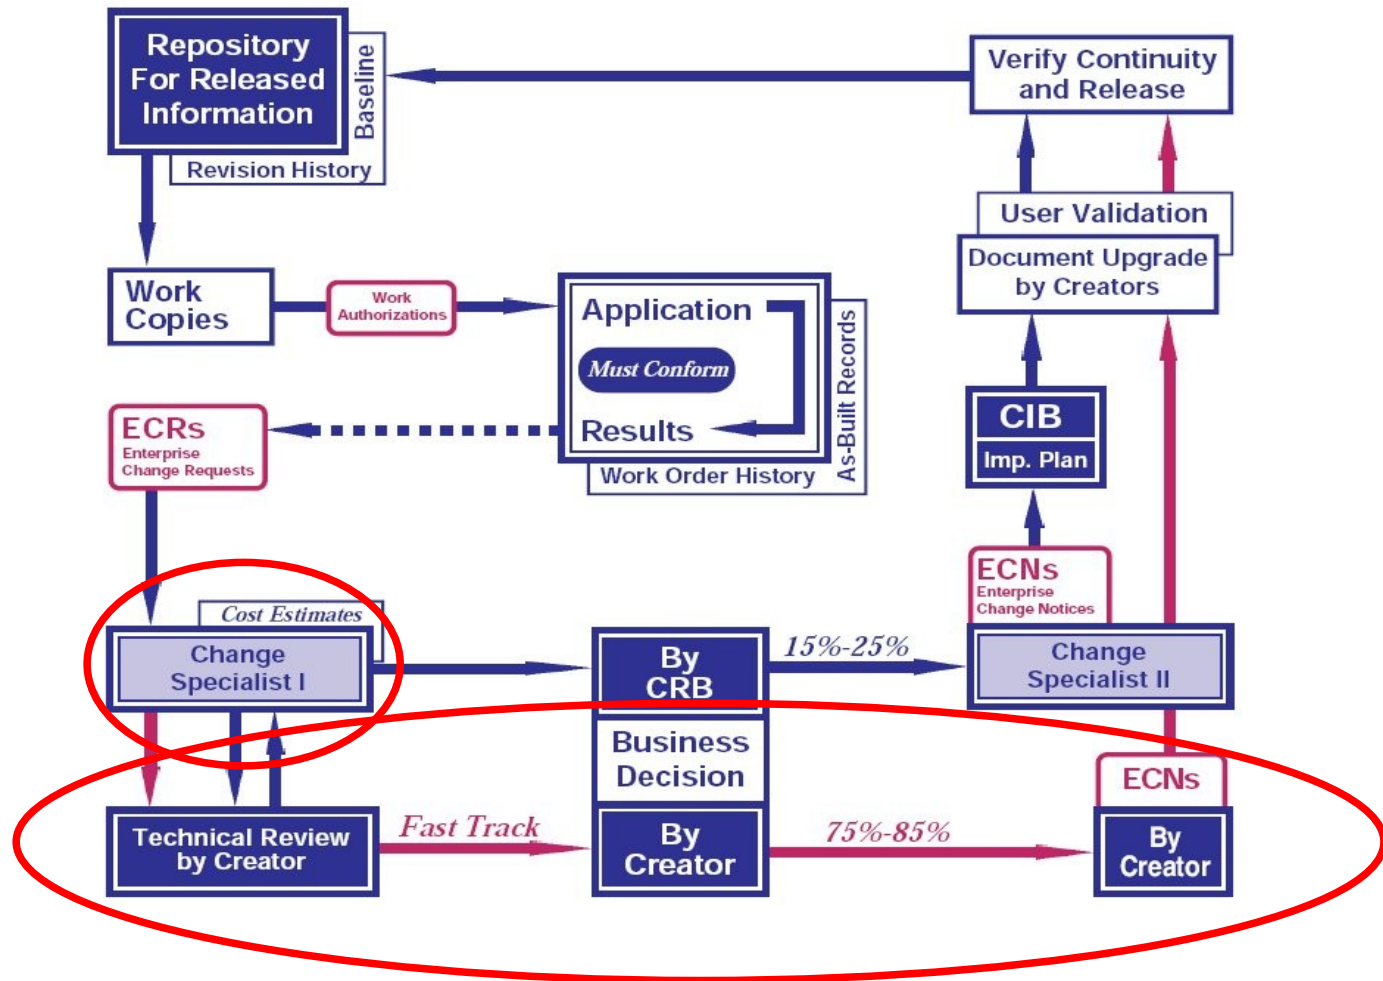 Repository
For Released
Information
Baseline
Revision History
Verify Continuity
and Release
User Validation
Document Upgrade
by Creators
Work
Copies
Work
Authorizations
Application
Must Conform
Results
As-Built Records
Work Order History
ECRs
Enterprise
Change Requests
CIB
Imp. Plan
ECNs
Enterprise
Change Notices
Cost Estimates
Change
Specialist I
By
CRB
15%-25%
Change
Specialist II
Business
Decision
ECNs
Technical Review
by Creator
Fast Track
By
Creator
75%-85%
By
Creator